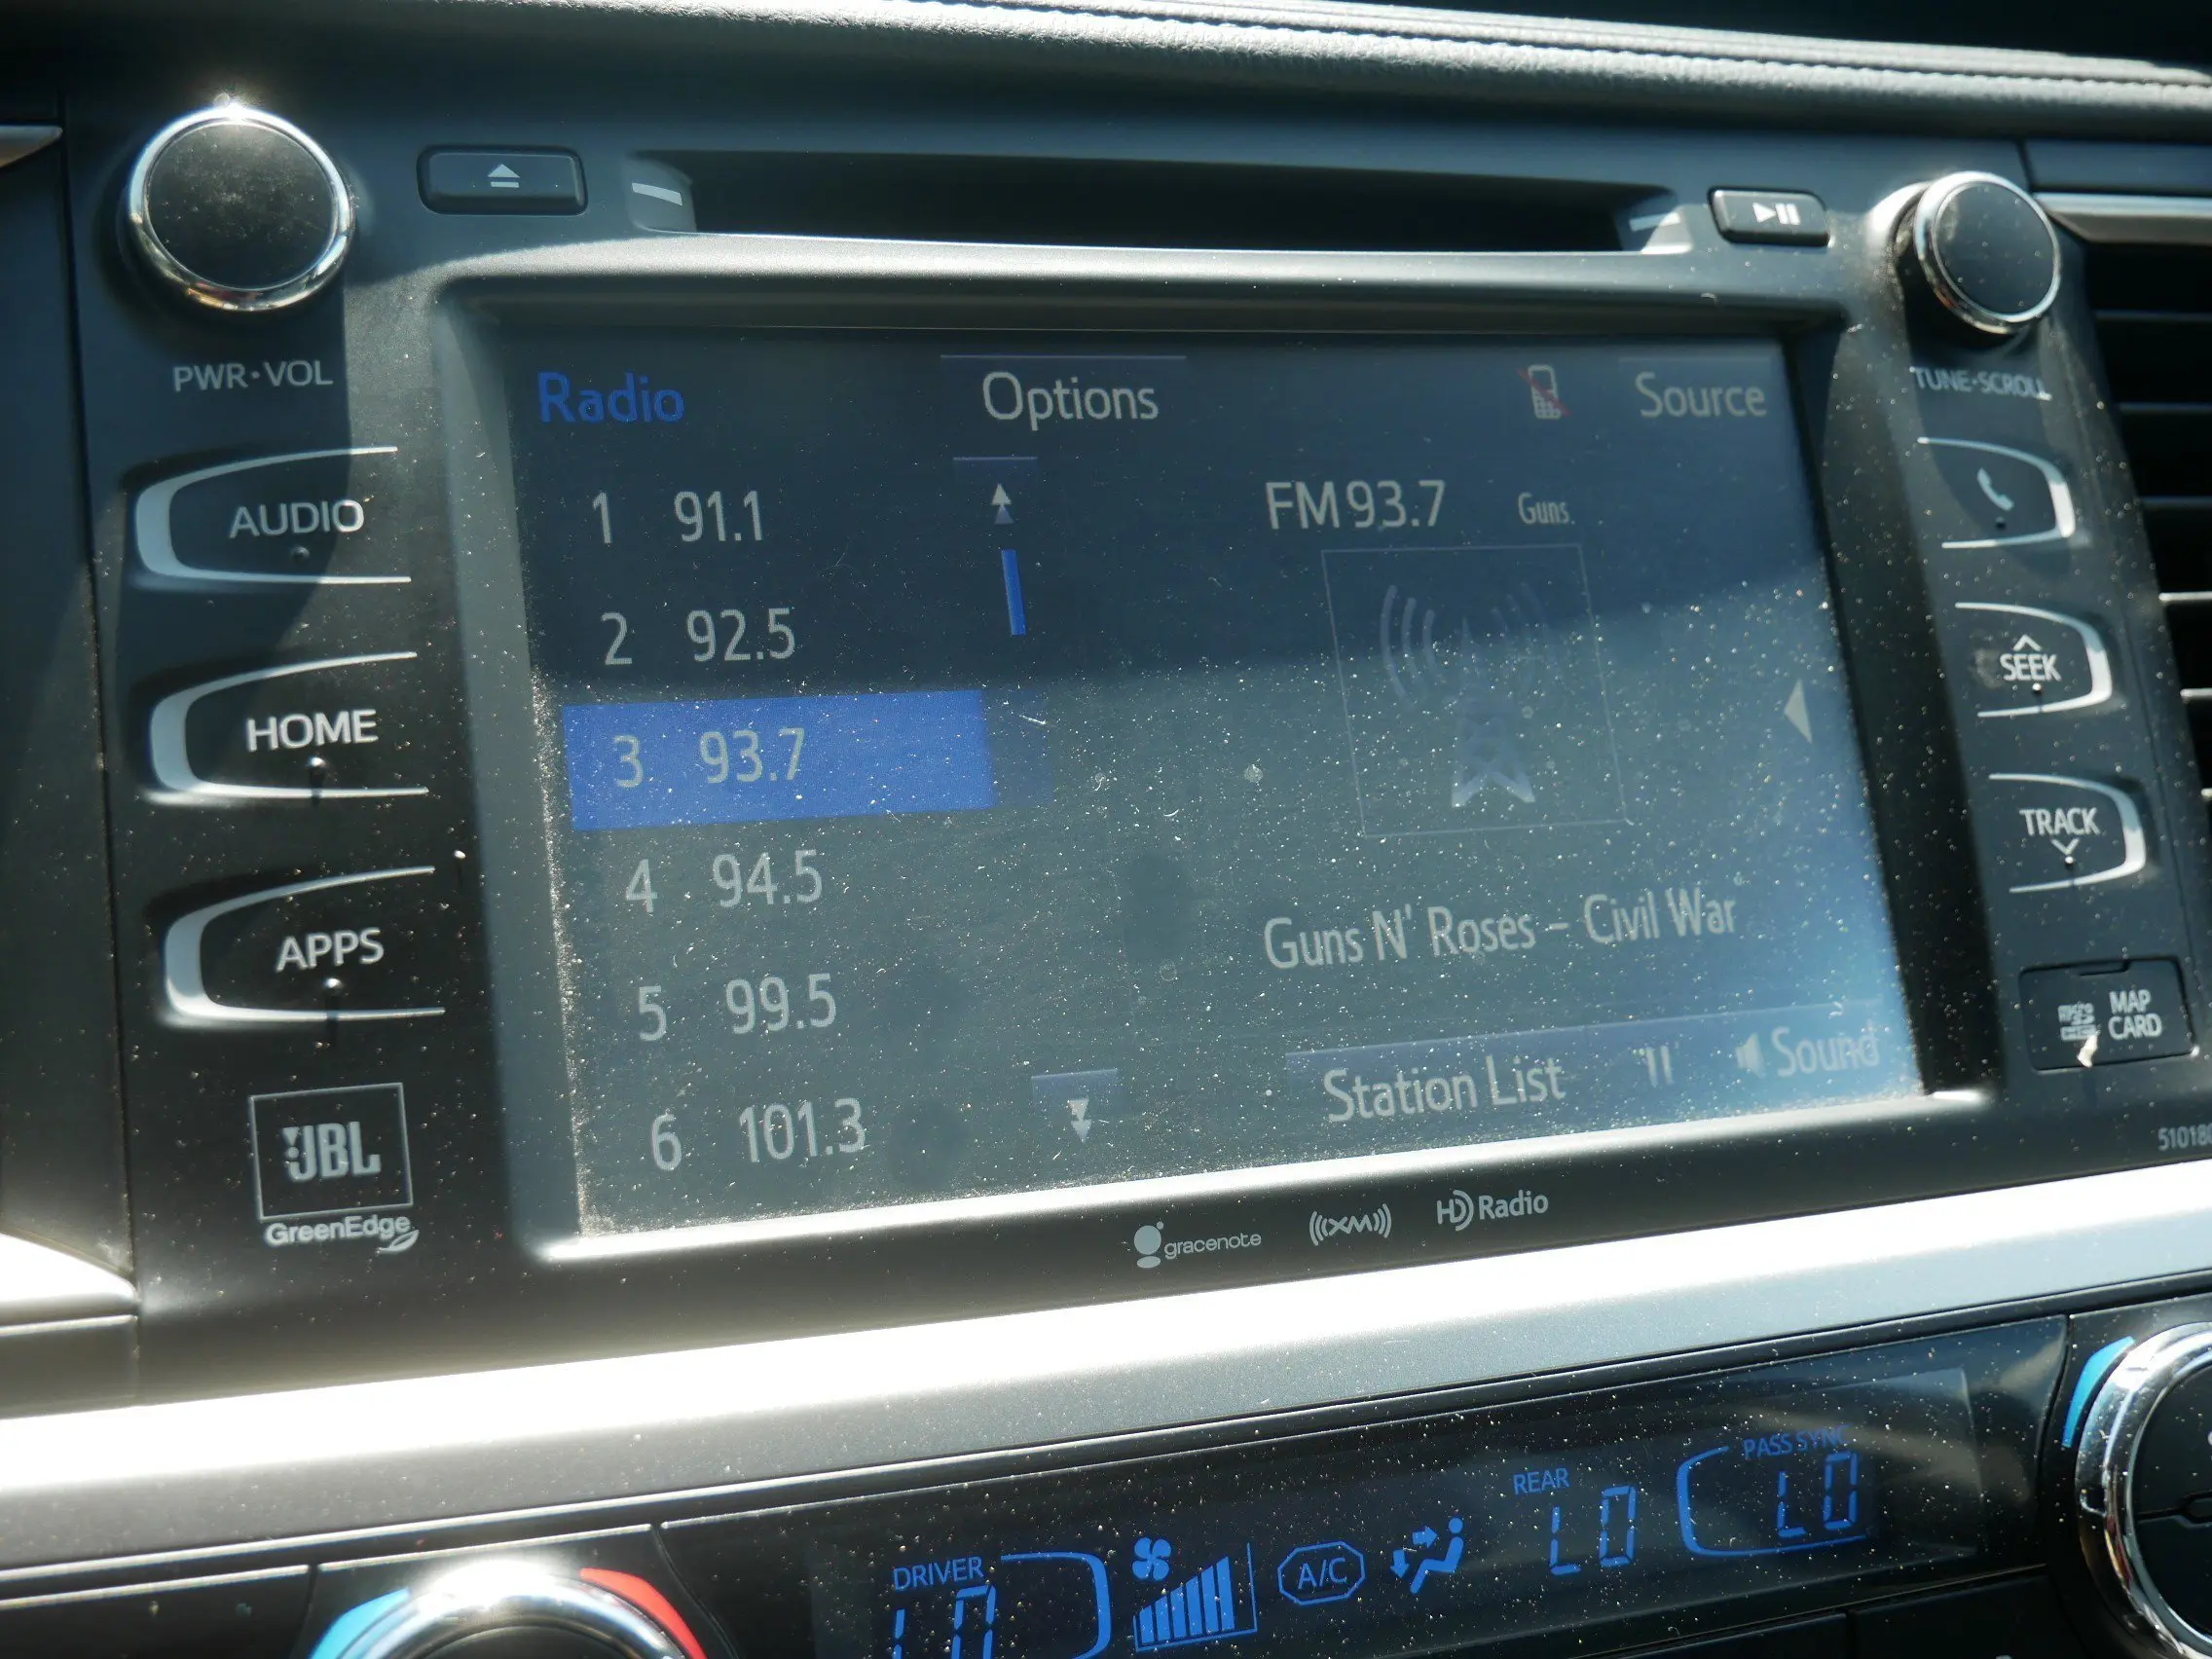 PWR·VOL
TUNE·SCROLL
AUDIO
HOME
APPS
JBL
GreenEdge
Radio
Options
Source
1 91.1
2 92.5
3 93.7
4 94.5
5 99.5
6 101.3
FM 93.7 Guns.
Guns N' Roses – Civil War
Station List
Sound
SEEK
TRACK
MAP
CARD
510180
gracenote
((XM))
HD Radio
DRIVER
LO
A/C
REAR
LO
PASS SYNC
LO